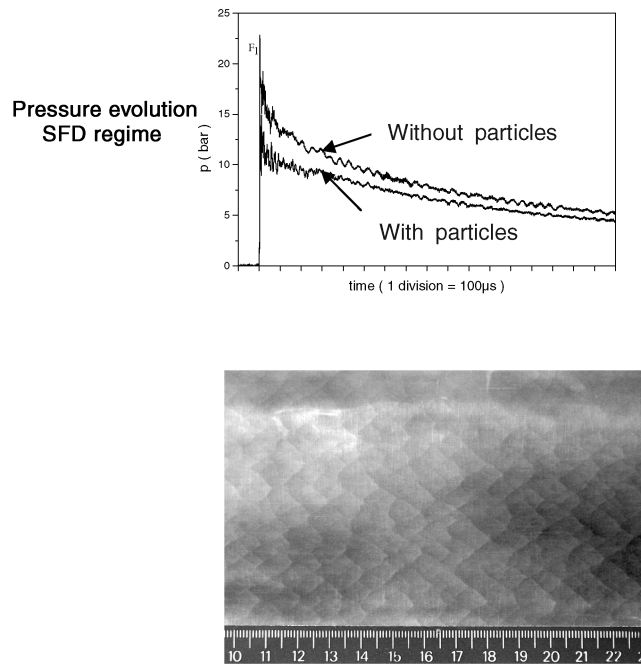 25
20
15
10
5
0
p ( bar )
F1
Pressure evolution
SFD regime
Without particles
With particles
time ( 1 division = 100µs )
10 11 12 13 14 15 16 17 18 19 20 21 22